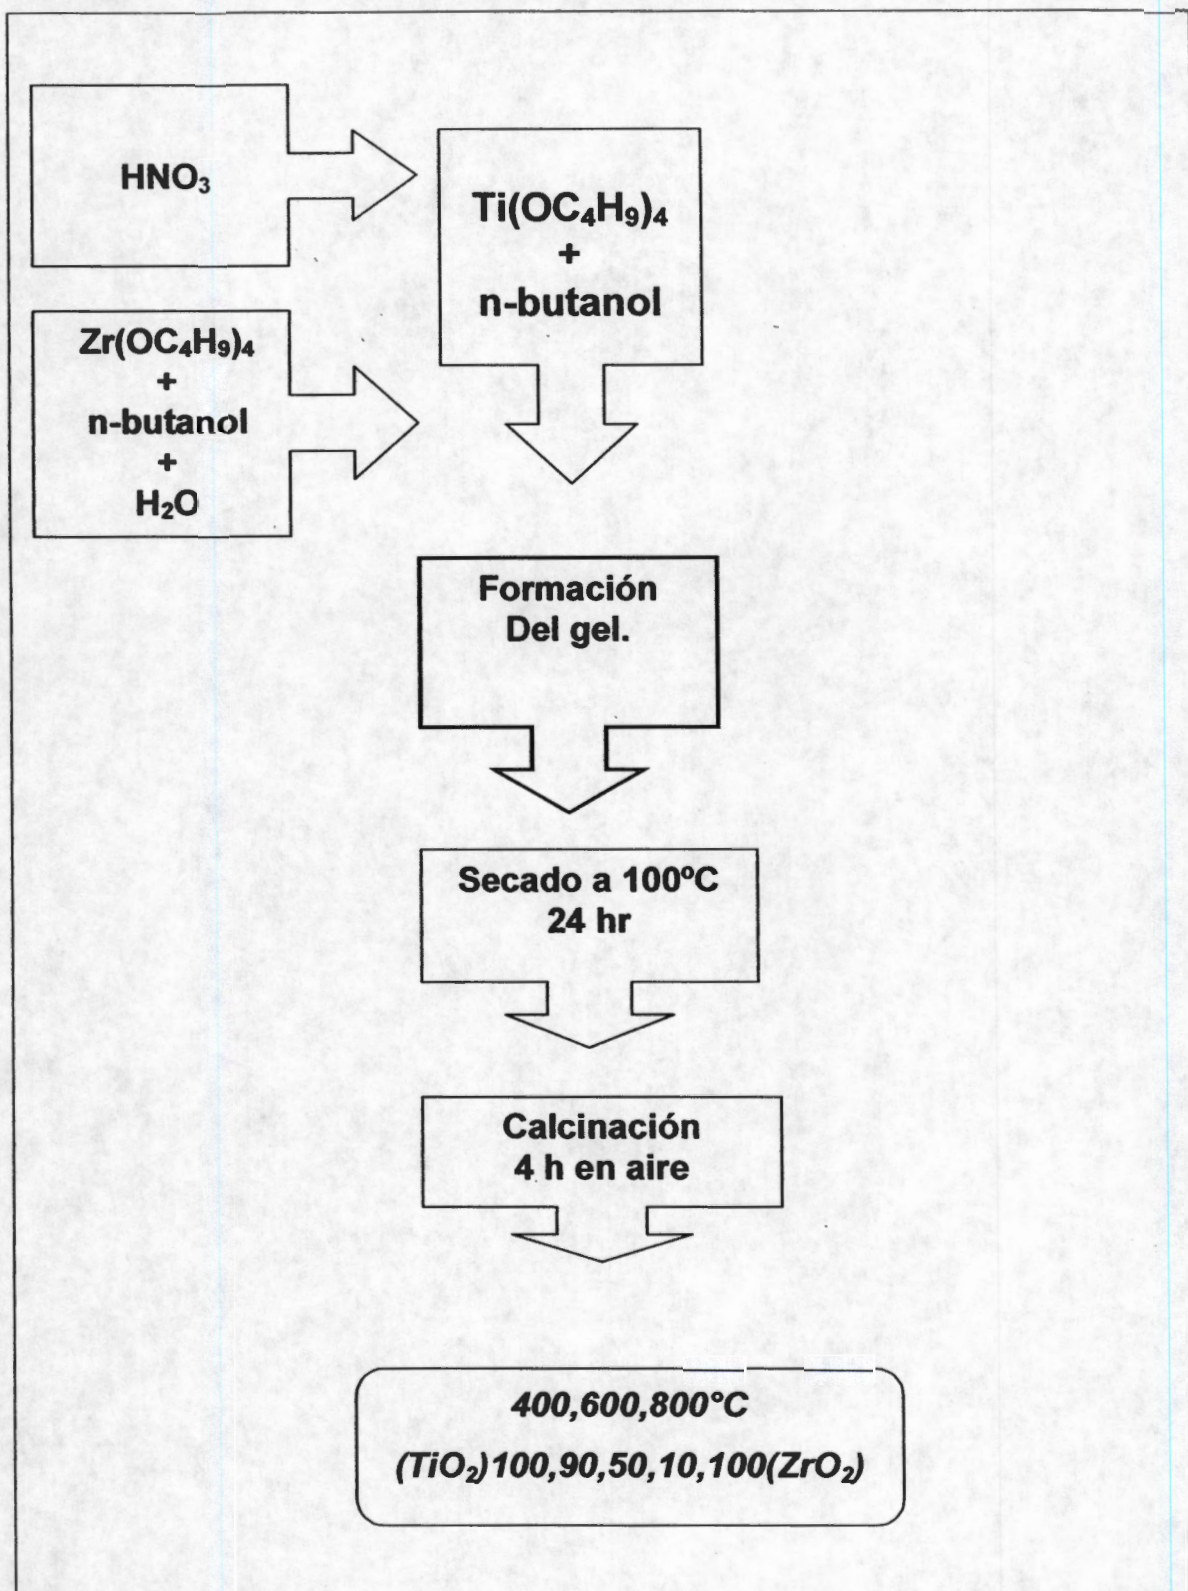 HNO₃
Ti(OC₄H₉)₄
+
n-butanol
Zr(OC₄H₉)₄
+
n-butanol
+
H₂O
Formación
Del gel.
Secado a 100ºC
24 hr
Calcinación
4 h en aire
400,600,800°C
(TiO₂)100,90,50,10,100(ZrO₂)